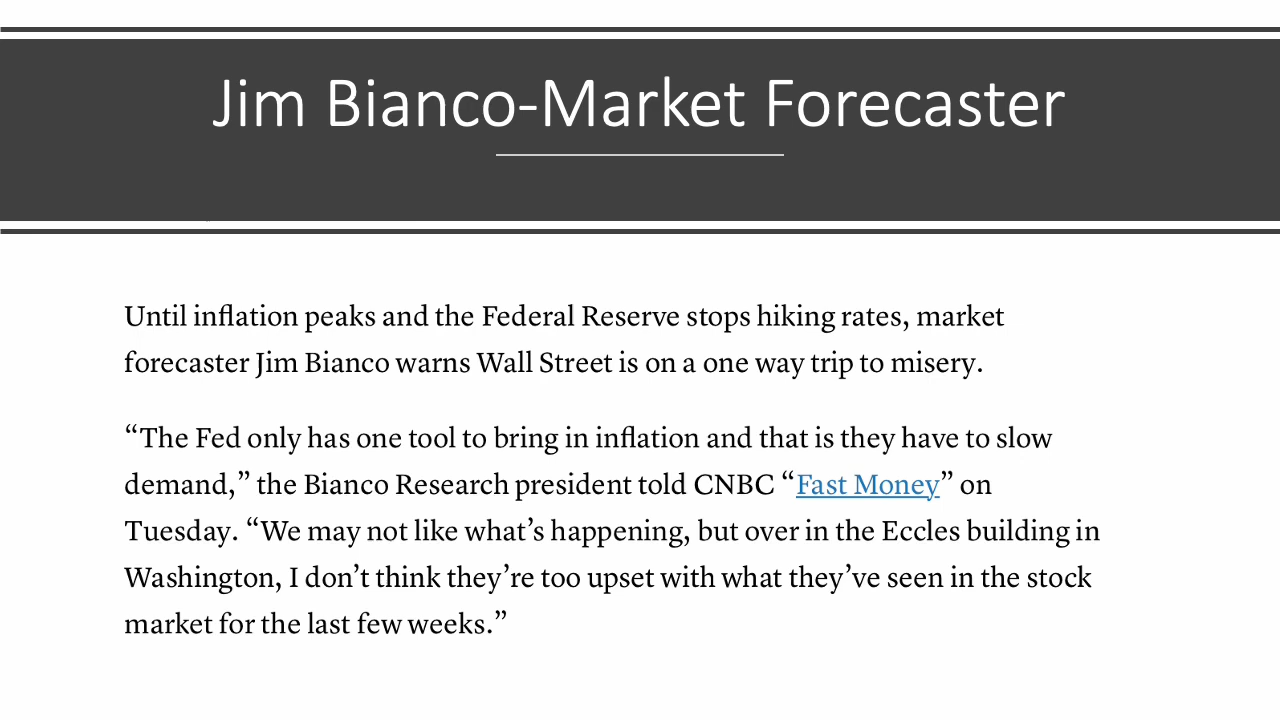 Jim Bianco-Market Forecaster
Until inflation peaks and the Federal Reserve stops hiking rates, market
forecaster Jim Bianco warns Wall Street is on a one way trip to misery.
“The Fed only has one tool to bring in inflation and that is they have to slow
demand,” the Bianco Research president told CNBC “Fast Money” on
Tuesday. “We may not like what’s happening, but over in the Eccles building in
Washington, I don’t think they’re too upset with what they’ve seen in the stock
market for the last few weeks.”